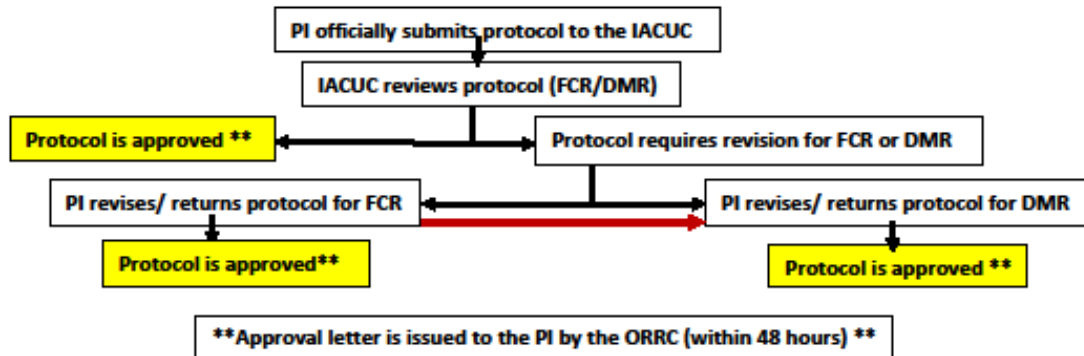 PI officially submits protocol to the IACUC
IACUC reviews protocol (FCR/DMR)
Protocol is approved **
Protocol requires revision for FCR or DMR
PI revises/ returns protocol for FCR
PI revises/ returns protocol for DMR
Protocol is approved**
Protocol is approved **
**Approval letter is issued to the PI by the ORRC (within 48 hours) **